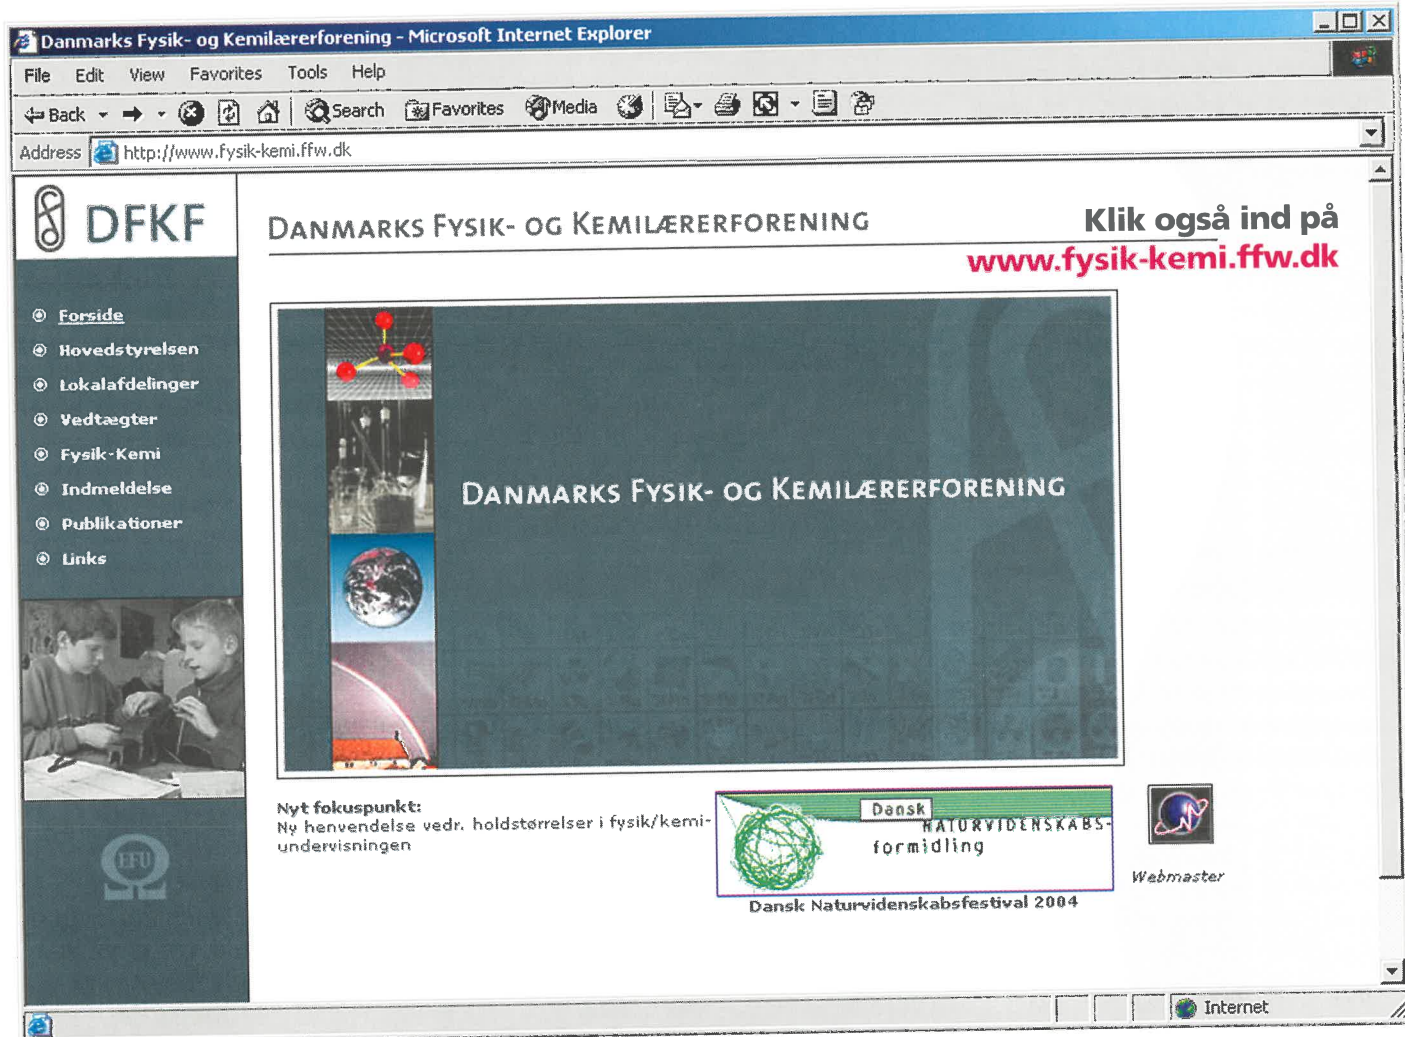 Danmarks Fysik- og Kemilærerforening - Microsoft Internet Explorer
File Edit View Favorites Tools Help
Back Search Favorites Media
Address http://www.fysik-kemi.ffw.dk
DFKF
DANMARKS FYSIK- OG KEMILÆRERFORENING
Klik også ind på
www.fysik-kemi.ffw.dk
Forside
Hovedstyrelsen
Lokalafdelinger
Vedtægter
Fysik-Kemi
Indmeldelse
Publikationer
Links
DANMARKS FYSIK- OG KEMILÆRERFORENING
EFU
Nyt fokuspunkt:
Ny henvendelse vedr. holdstørrelser i fysik/kemi-
undervisningen
Dansk
NATURVIDENSKABS-
formidling
Dansk Naturvidenskabsfestival 2004
Webmaster
Internet